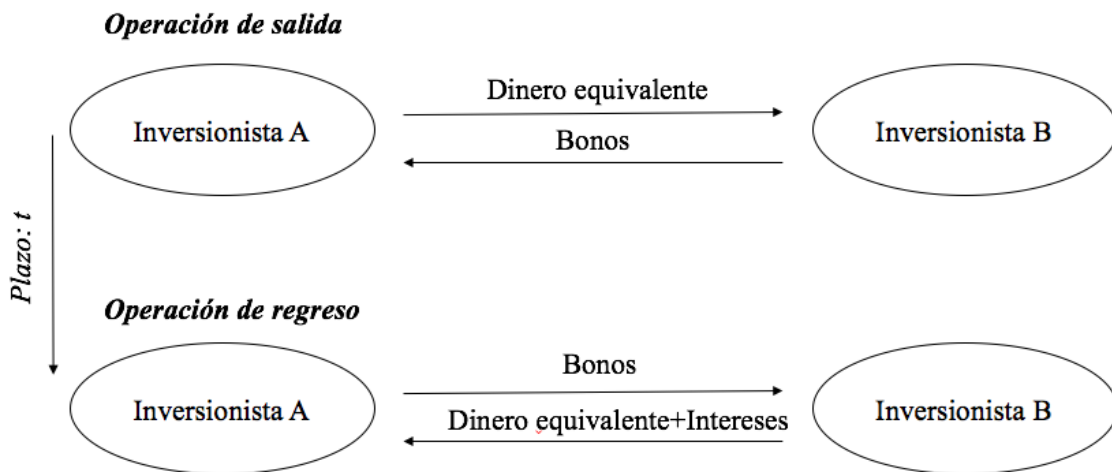 Operación de salida
Dinero equivalente
Inversionista A
Inversionista B
Bonos
Plazo: t
Operación de regreso
Bonos
Inversionista A
Inversionista B
Dinero equivalente+Intereses